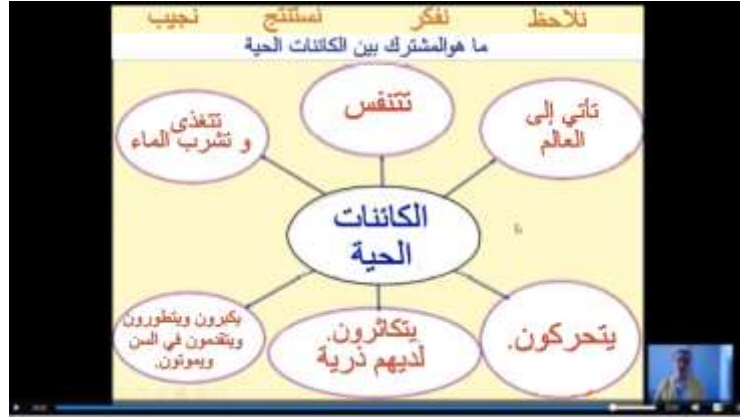 نلاحظ نفكر نستنتج نجيب
ما هوالمشترك بين الكائنات الحية
تأتي إلى
العالم
تتنفس
تتغذى
و تشرب الماء
الكائنات
الحية
يتحركون.
يتكاثرون.
لديهم ذرية
يكبرون ويتطورون
ويتقدمون في السن
ويموتون.